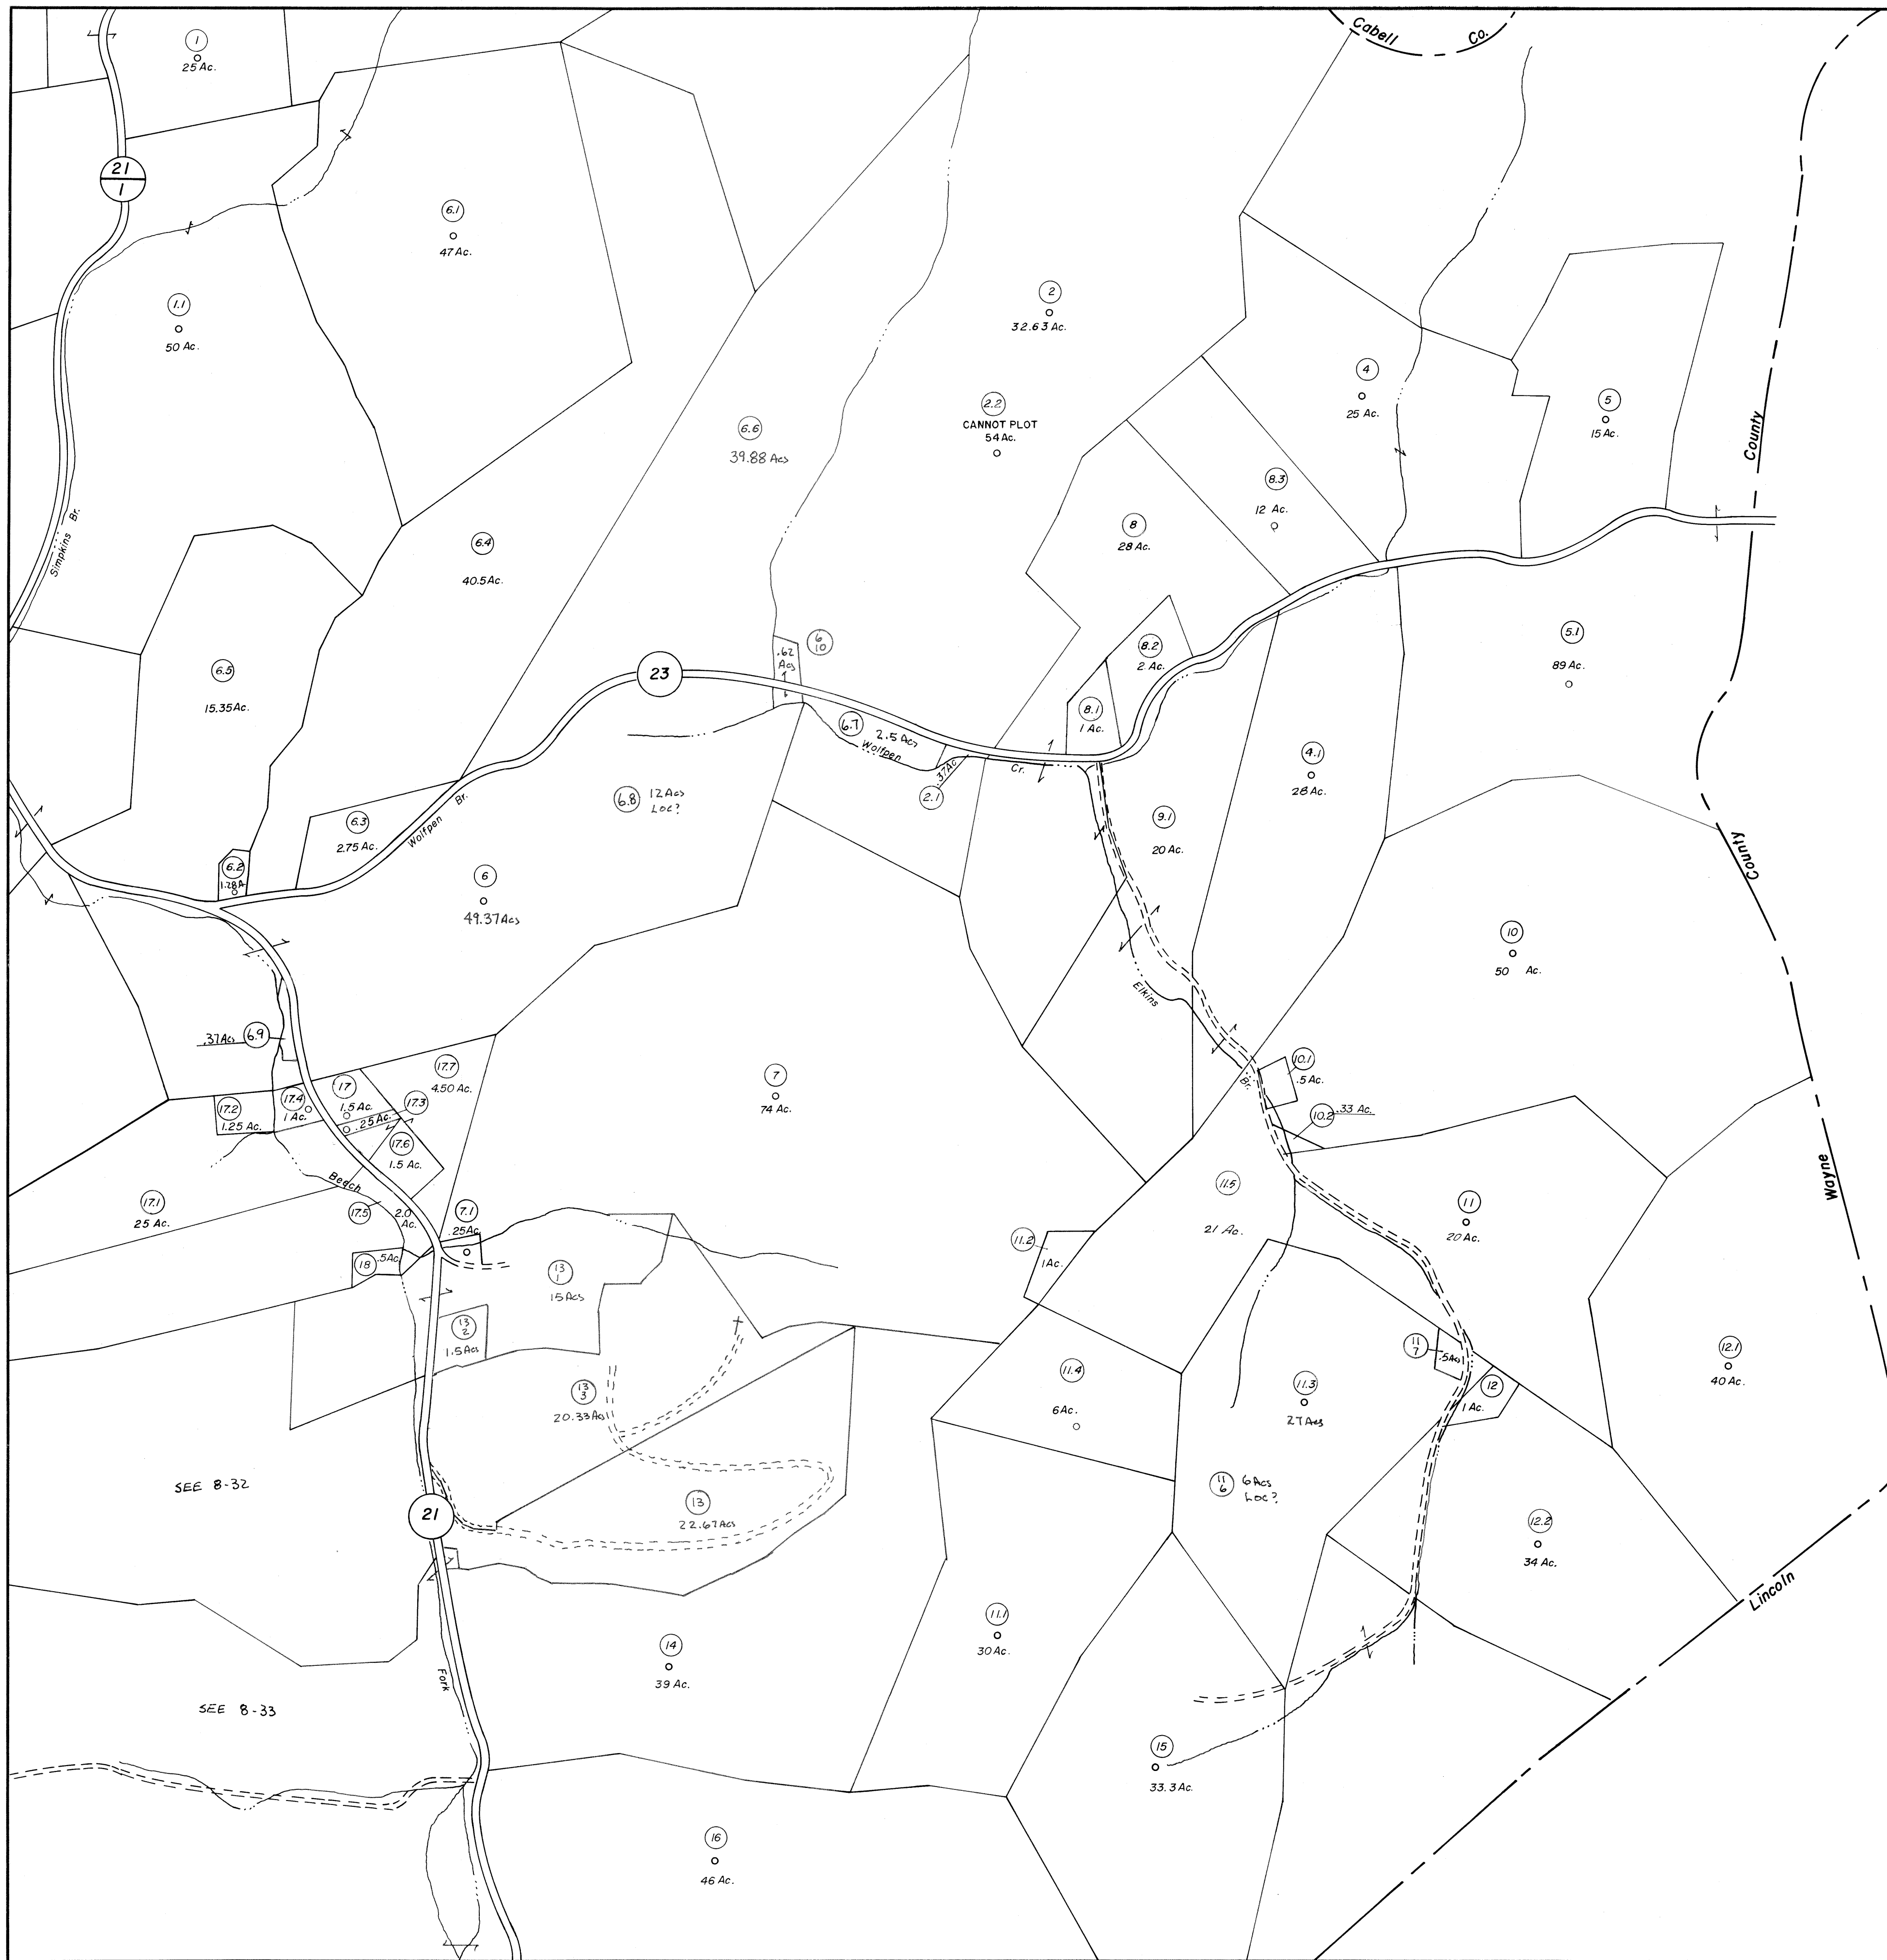 Cabell Co.
1
25 Ac.
21
1
6.1
47 Ac.
1.1
50 Ac.
2
32.63 Ac.
4
25 Ac.
5
15 Ac.
County
6.6
39.88 Acs
2.2
CANNOT PLOT
54 Ac.
8.3
12 Ac.
8
28 Ac.
Simpkins Br.
6.4
40.5 Ac.
6.5
15.35 Ac.
23
.62
Acs
6
10
8.2
2 Ac.
8.1
1 Ac.
5.1
89 Ac.
6.7
2.5 Acs
Wolfpen Cr.
.37 Ac
2.1
4.1
28 Ac.
6.8
12 Acs
Loc?
6.3
2.75 Ac.
Wolfpen Br.
9.1
20 Ac.
County
6.2
1.28 A
6
49.37 Acs
10
50 Ac.
Elkins Br.
.37 Acs
6.9
17.7
4.50 Ac.
17
1.5 Ac.
17.4
1 Ac.
17.3
.25 Ac.
17.2
1.25 Ac.
17.6
1.5 Ac.
7
74 Ac.
10.1
.5 Ac.
10.2
.33 Ac.
Wayne
17.1
25 Ac.
Beech
17.5
2.0
Ac.
7.1
.25 Ac.
18
.5 Ac.
11.5
21 Ac.
11
20 Ac.
11.2
1 Ac.
13
1
15 Acs
13
2
1.5 Acs
13
3
20.33 Acs
11.4
6 Ac.
11.3
27 Acs
11
7
.5 Acs
12
1 Ac.
12.1
40 Ac.
SEE 8-32
21
13
22.67 Acs
11
6
6 Acs
Loc?
12.2
34 Ac.
Lincoln
11.1
30 Ac.
14
39 Ac.
Fork
SEE 8-33
15
33.3 Ac.
16
46 Ac.